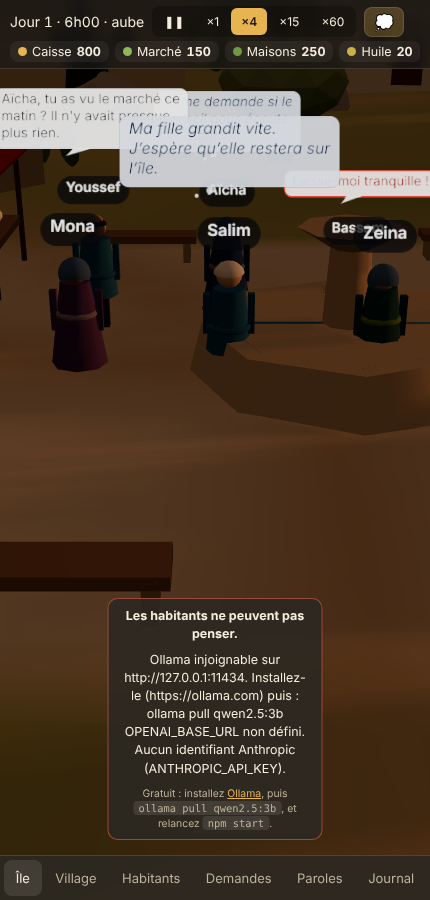 Jour 1 · 6h00 · aube ❚❚ ×1 ×4 ×15 ×60
Caisse 800 Marché 150 Maisons 250 Huile 20
Aïcha, tu as vu le marché ce
matin ? Il n'y avait presque
plus rien.
me demande si le
Ma fille grandit vite.
J'espère qu'elle restera sur
l'île.
moi tranquille !
Youssef
Aïcha
Mona
Salim
Zeina
Les habitants ne peuvent pas
penser.
Ollama injoignable sur
http://127.0.0.1:11434. Installez-
le (https://ollama.com) puis :
ollama pull qwen2.5:3b
OPENAI_BASE_URL non défini.
Aucun identifiant Anthropic
(ANTHROPIC_API_KEY).
Gratuit : installez Ollama, puis
ollama pull qwen2.5:3b , et
relancez npm start .
Île Village Habitants Demandes Paroles Journal